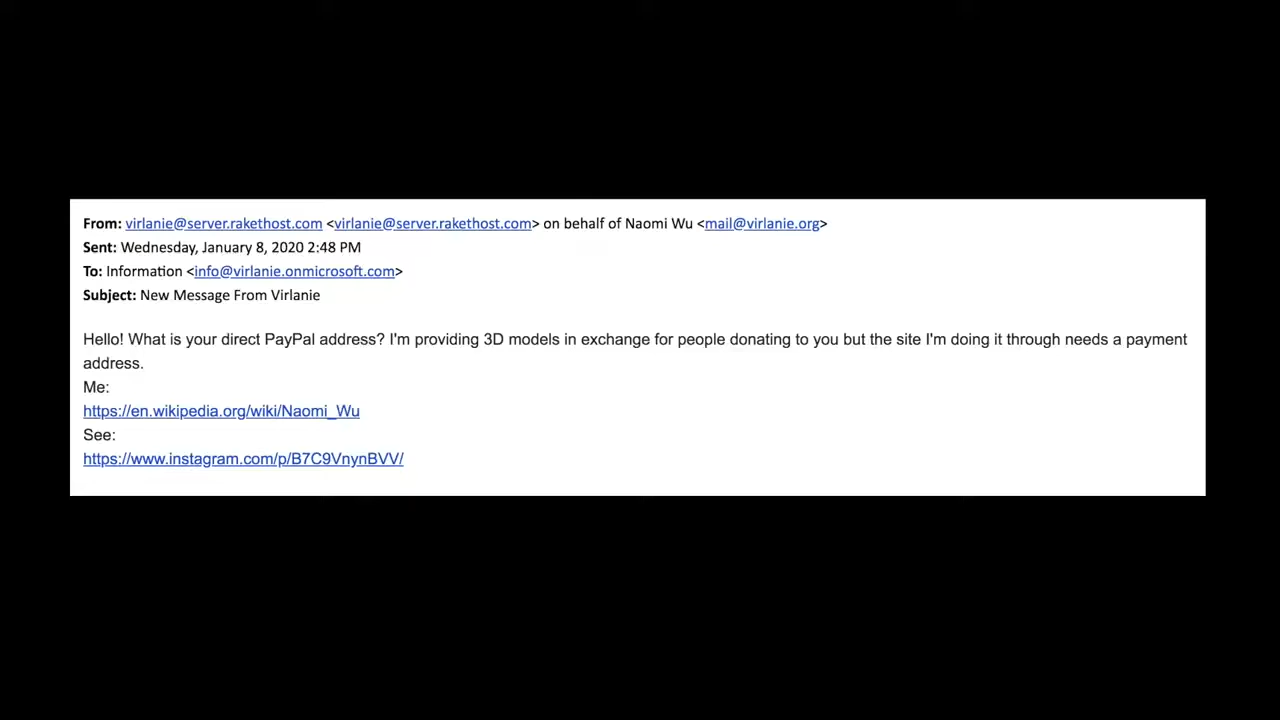 From: virlanie@server.rakethost.com <virlanie@server.rakethost.com> on behalf of Naomi Wu <mail@virlanie.org>
Sent: Wednesday, January 8, 2020 2:48 PM
To: Information <info@virlanie.onmicrosoft.com>
Subject: New Message From Virlanie
Hello! What is your direct PayPal address? I'm providing 3D models in exchange for people donating to you but the site I'm doing it through needs a payment
address.
Me:
https://en.wikipedia.org/wiki/Naomi_Wu
See:
https://www.instagram.com/p/B7C9VnynBVV/